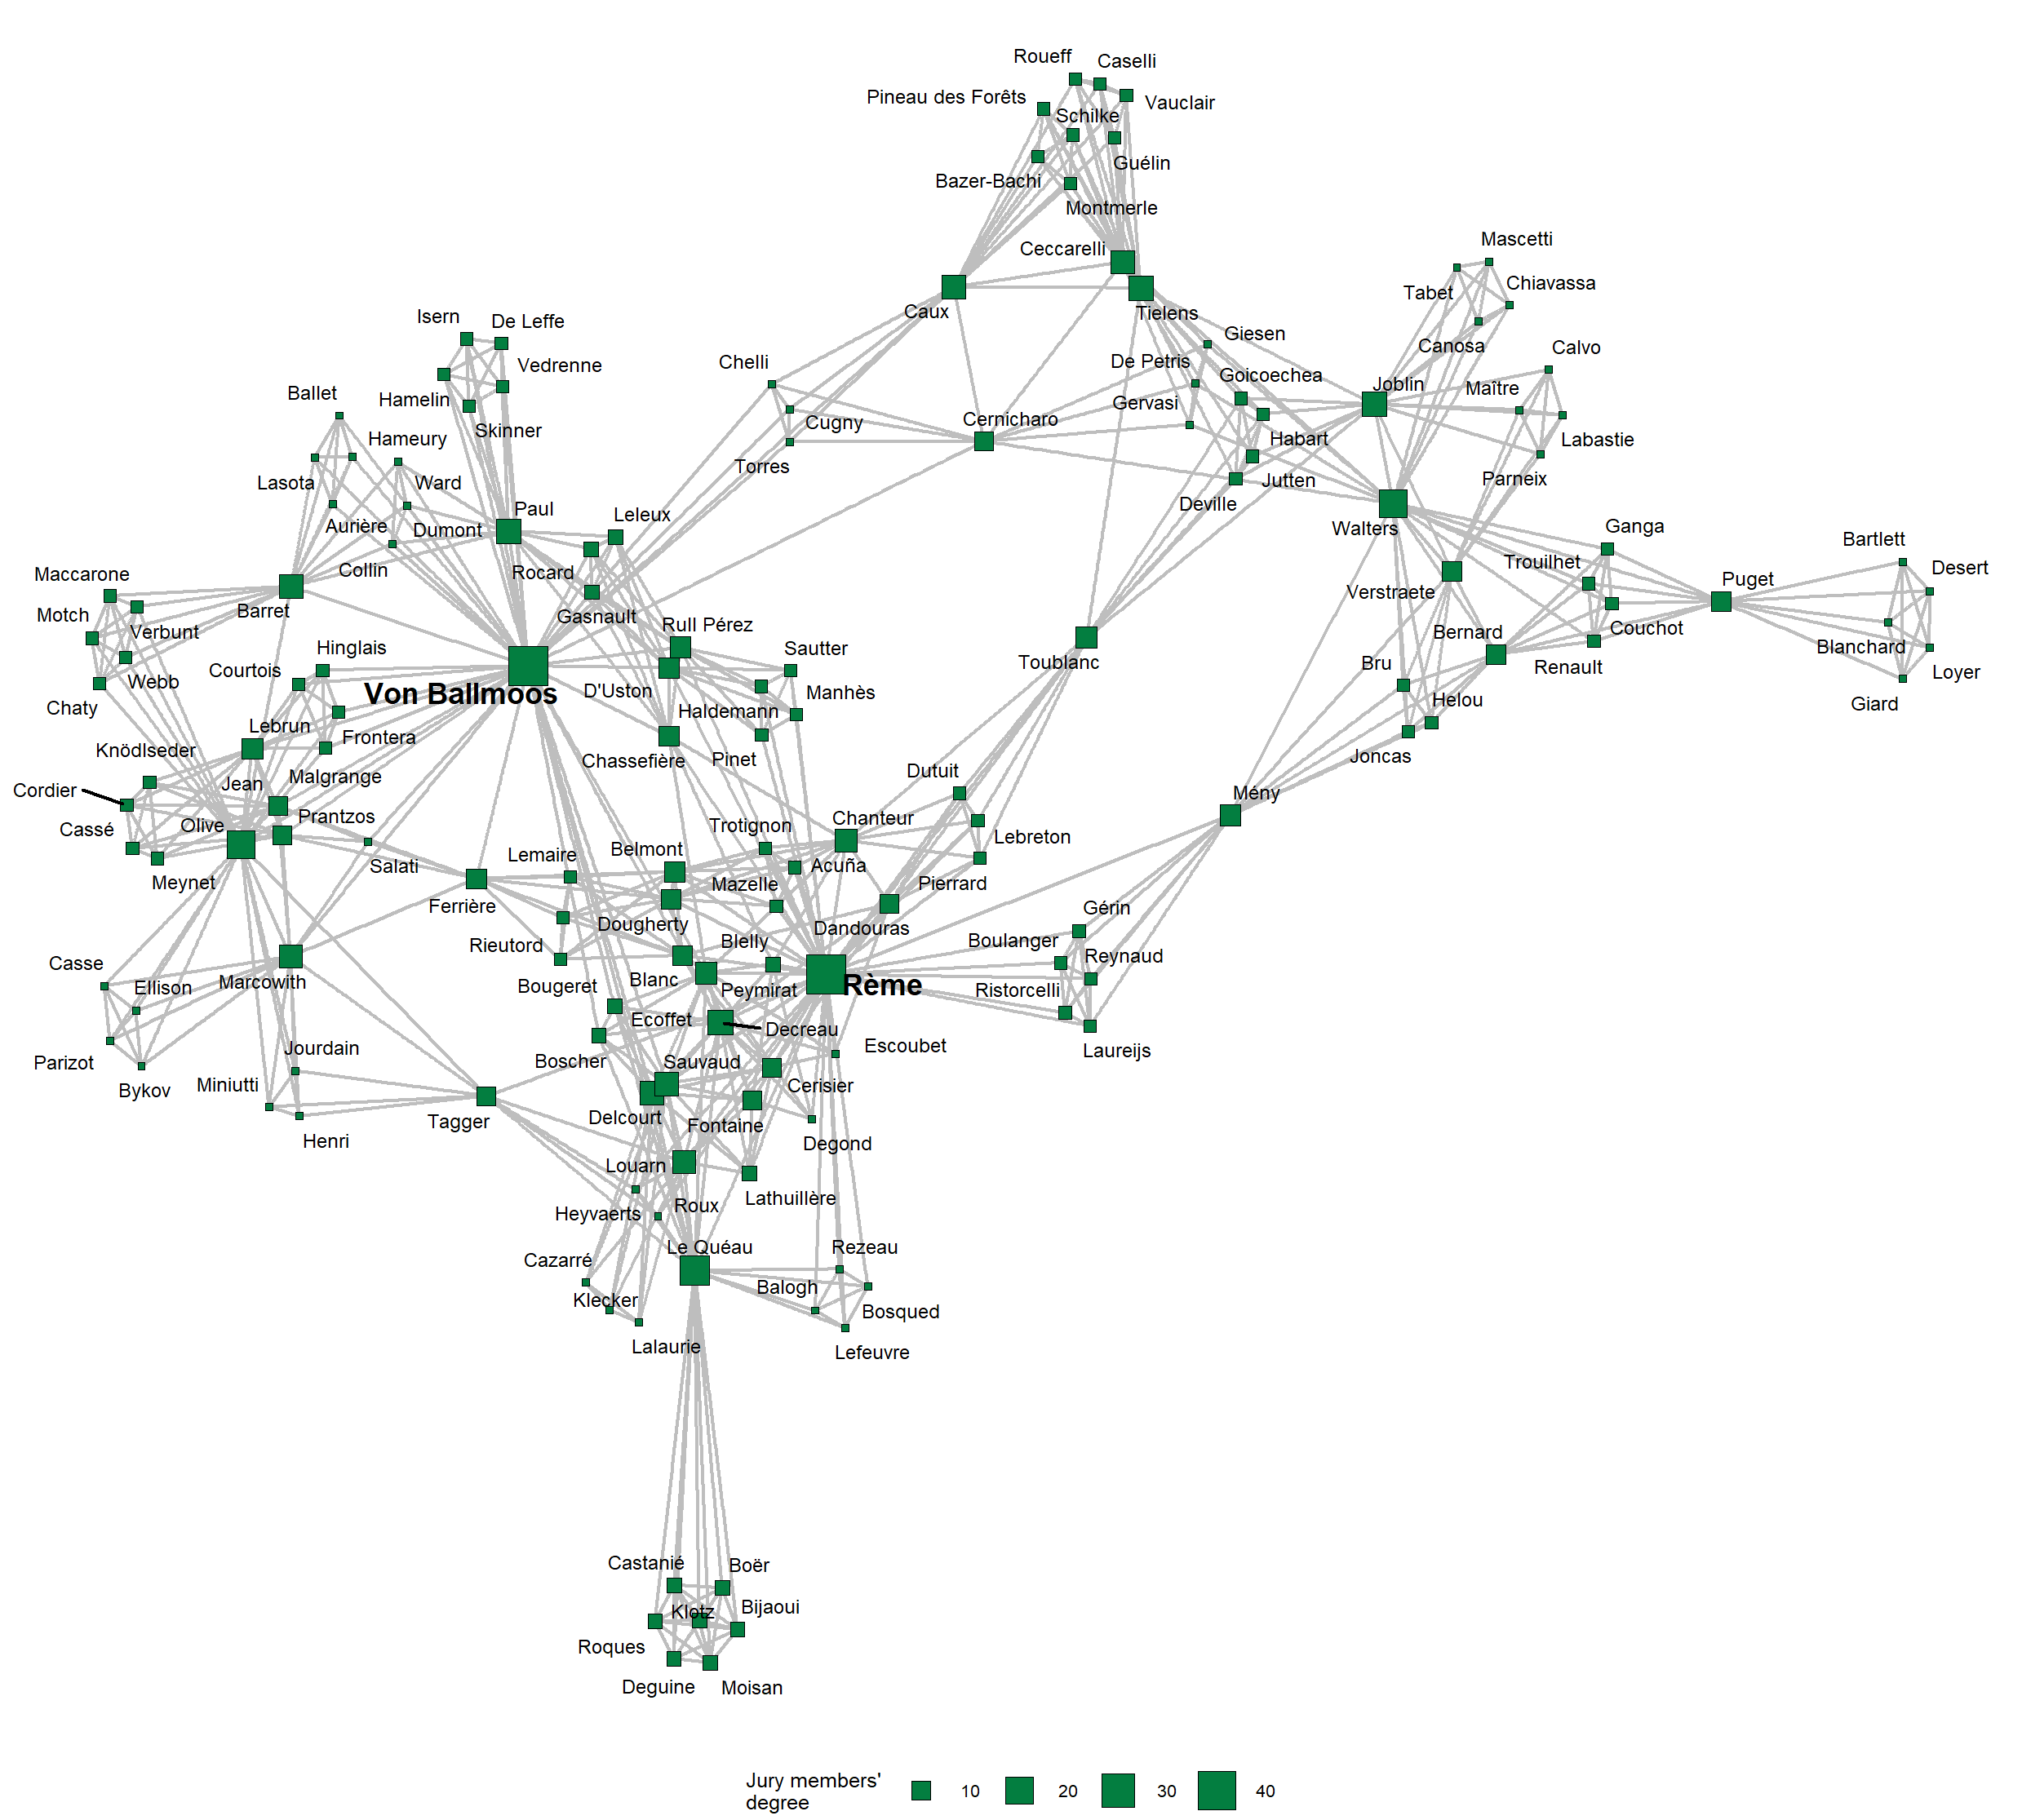 Roueff
Caselli
Pineau des Forêts
Vauclair
Schilke
Guélin
Bazer-Bachi
Montmerle
Ceccarelli
Mascetti
Tabet
Chiavassa
Caux
Tielens
Isern
De Leffe
Giesen
Canosa
Calvo
Chelli
Vedrenne
De Petris
Goicoechea
Joblin
Maître
Ballet
Hamelin
Gervasi
Cernicharo
Cugny
Skinner
Hameury
Habart
Labastie
Torres
Lasota
Ward
Jutten
Parneix
Deville
Paul
Leleux
Aurière
Dumont
Walters
Ganga
Bartlett
Trouilhet
Desert
Collin
Rocard
Maccarone
Puget
Verstraete
Barret
Motch
Gasnault
Verbunt
Rull Pérez
Bernard
Couchot
Hinglais
Sautter
Blanchard
Toublanc
Bru
Renault
Courtois
Loyer
Webb
Von Ballmoos
D'Uston
Manhès
Helou
Giard
Chaty
Haldemann
Lebrun
Frontera
Knödlseder
Chassefière
Pinet
Joncas
Dutuit
Malgrange
Jean
Cordier
Mény
Prantzos
Chanteur
Olive
Trotignon
Cassé
Lebreton
Belmont
Lemaire
Salati
Acuña
Meynet
Mazelle
Pierrard
Ferrière
Gérin
Dougherty
Dandouras
Rieutord
Blelly
Boulanger
Reynaud
Casse
Marcowith
Blanc
Ellison
Bougeret
Peymirat
Rème
Ristorcelli
Ecoffet
Decreau
Escoubet
Jourdain
Laureijs
Parizot
Boscher
Sauvaud
Miniutti
Cerisier
Bykov
Tagger
Delcourt
Fontaine
Henri
Degond
Louarn
Lathuillère
Roux
Heyvaerts
Le Quéau
Rezeau
Cazarré
Balogh
Klecker
Bosqued
Lalaurie
Lefeuvre
Castanié
Boër
Klotz
Bijaoui
Roques
Deguine
Moisan
Jury members'
degree
10
20
30
40